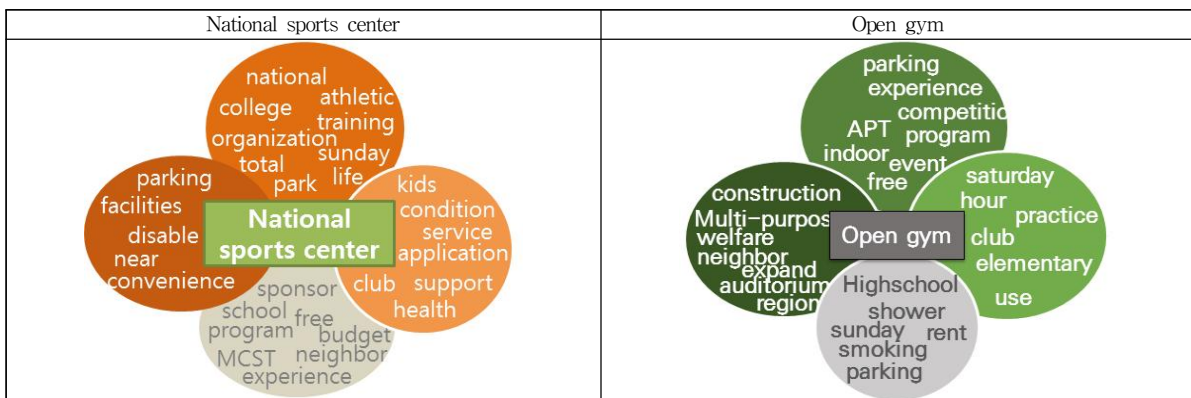 National sports center
Open gym
national
college
athletic
training
organization
total
sunday
park
life
parking
facilities
disable
near
convenience
National
sports center
kids
condition
service
application
club
support
health
sponsor
school
free
program
budget
MCST
neighbor
experience
parking
experience
competitio
APT
program
indoor
event
free
construction
Multi-purpos
welfare
neighbor
expand
auditorium
region
Open gym
saturday
hour
practice
club
elementary
use
Highschool
shower
sunday
rent
smoking
parking